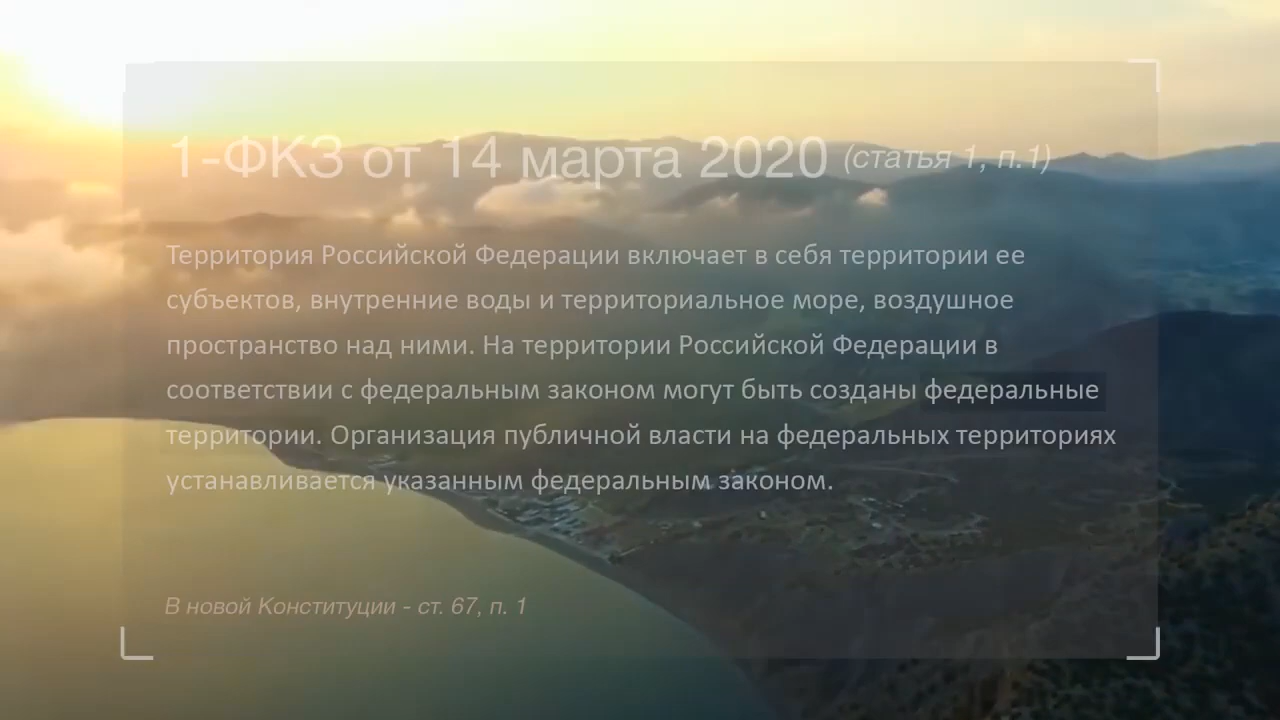 1-ФКЗ от 14 марта 2020 (статья 1, п.1)
Территория Российской Федерации включает в себя территории ее
субъектов, внутренние воды и территориальное море, воздушное
пространство над ними. На территории Российской Федерации в
соответствии с федеральным законом могут быть созданы федеральные
территории. Организация публичной власти на федеральных территориях
устанавливается указанным федеральным законом.
В новой Конституции - ст. 67, п. 1